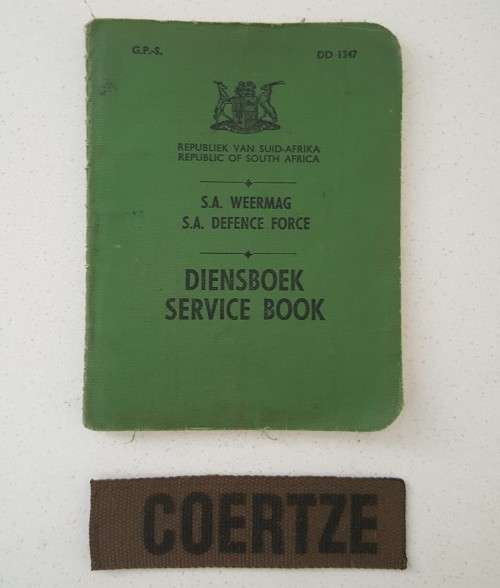 G.P.-S.
DD 1347
REPUBLIEK VAN SUID-AFRIKA
REPUBLIC OF SOUTH AFRICA
S.A. WEERMAG
S.A. DEFENCE FORCE
DIENSBOEK
SERVICE BOOK
COERTZE